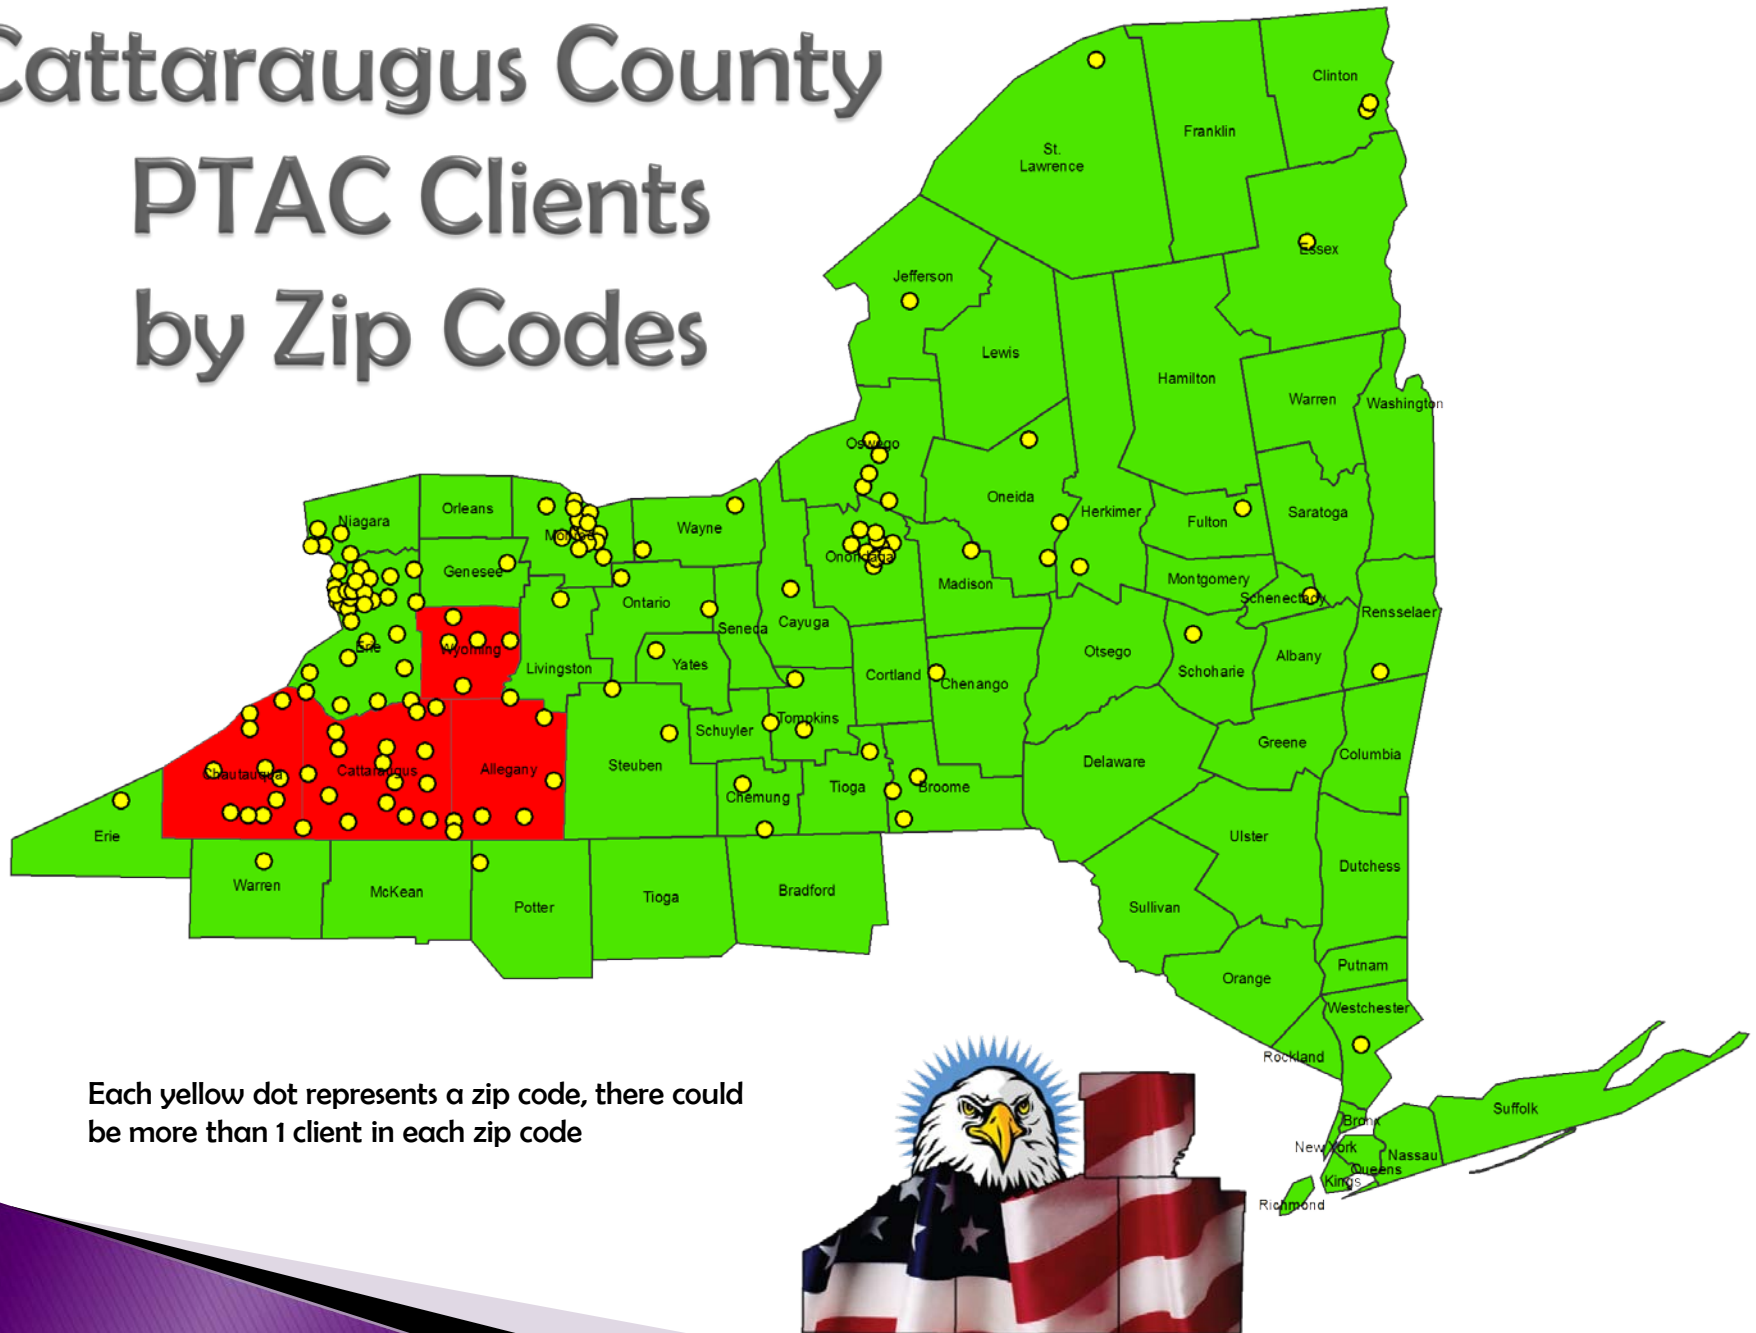 Cattaraugus County
PTAC Clients
by Zip Codes
Clinton
Franklin
St.
Lawrence
Essex
Jefferson
Lewis
Hamilton
Warren
Washington
Oswego
Oneida
Herkimer
Fulton
Saratoga
Niagara
Orleans
Monroe
Wayne
Onondaga
Madison
Montgomery
Schenectady
Rensselaer
Genesee
Ontario
Seneca
Cayuga
Erie
Wyoming
Livingston
Yates
Cortland
Chenango
Otsego
Schoharie
Albany
Tompkins
Schuyler
Steuben
Chautauqua
Cattaraugus
Allegany
Chemung
Tioga
Broome
Delaware
Greene
Columbia
Erie
Warren
McKean
Potter
Tioga
Bradford
Ulster
Dutchess
Sullivan
Orange
Putnam
Westchester
Rockland
Bronx
New York
Queens
Nassau
Suffolk
Kings
Richmond
Each yellow dot represents a zip code, there could
be more than 1 client in each zip code